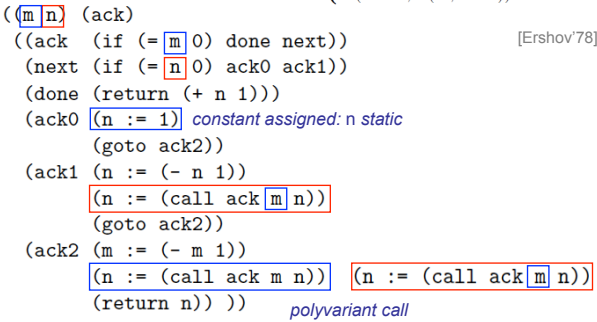 ((m n) (ack)
((ack (if (= m 0) done next))
[Ershov'78]
(next (if (= n 0) ack0 ack1))
(done (return (+ n 1)))
(ack0 (n := 1) constant assigned: n static
(goto ack2))
(ack1 (n := (- n 1))
(n := (call ack m n))
(goto ack2))
(ack2 (m := (- m 1))
(n := (call ack m n)) (n := (call ack m n))
(return n)) ))
polyvariant call